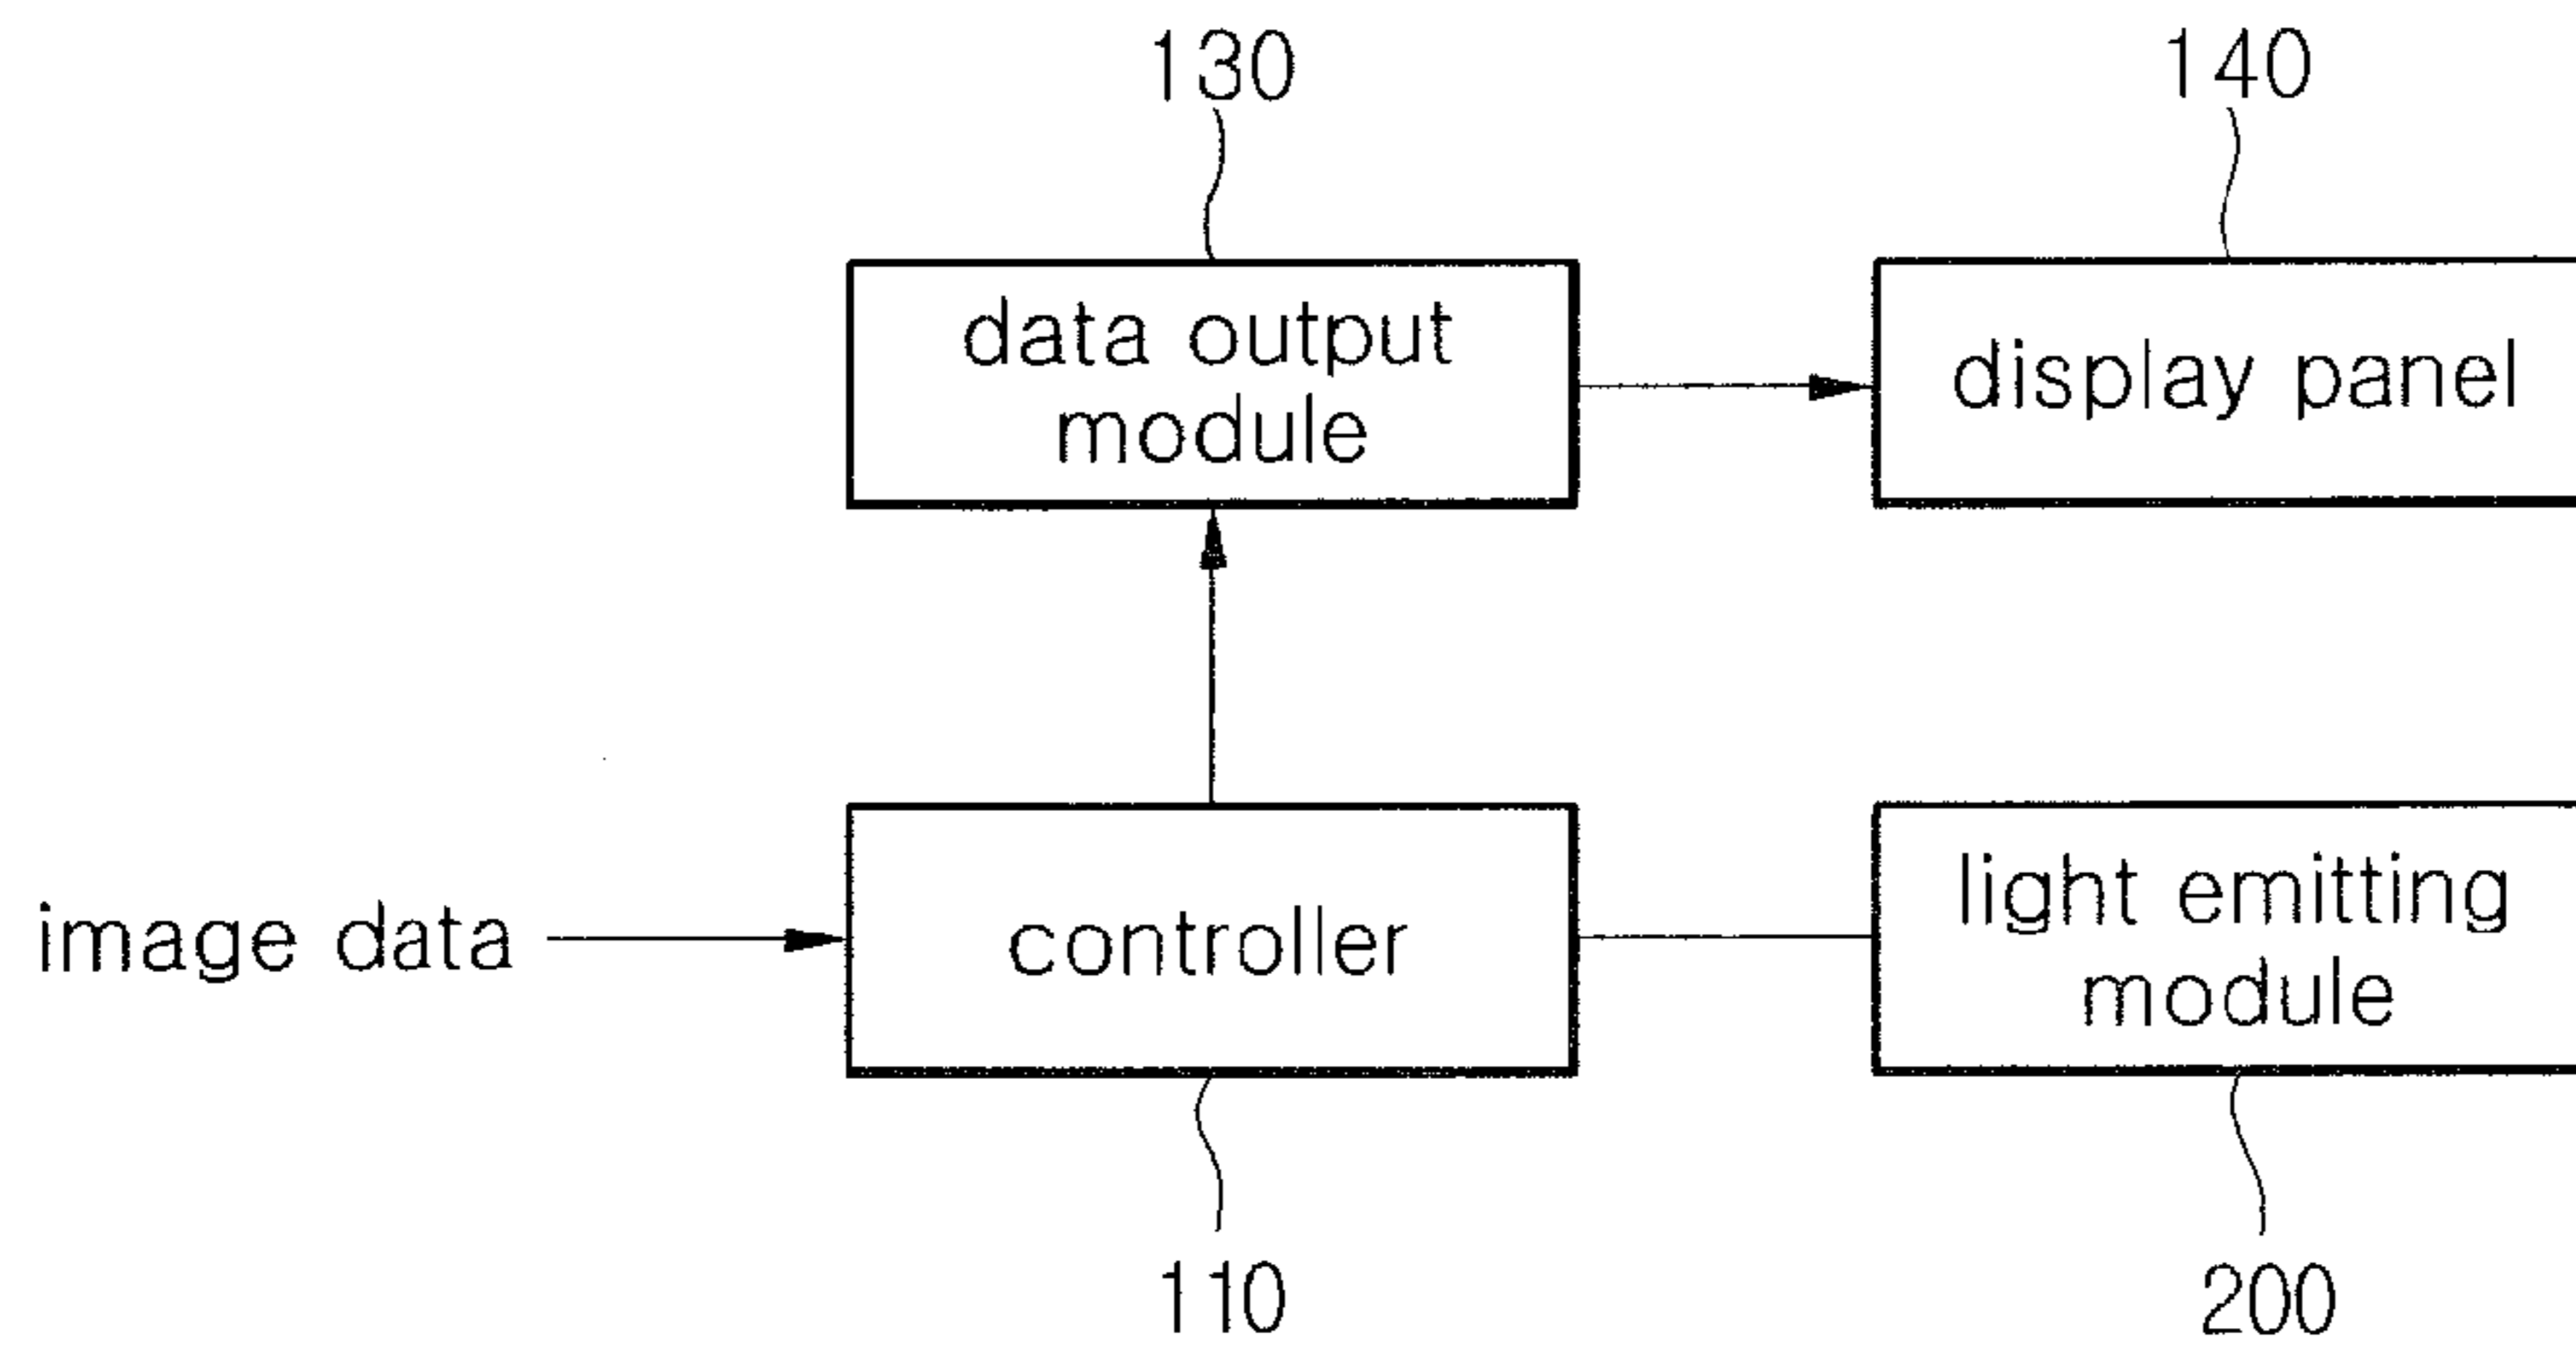 130
140
data output
module
display panel
image data
controller
light emitting
module
110
200